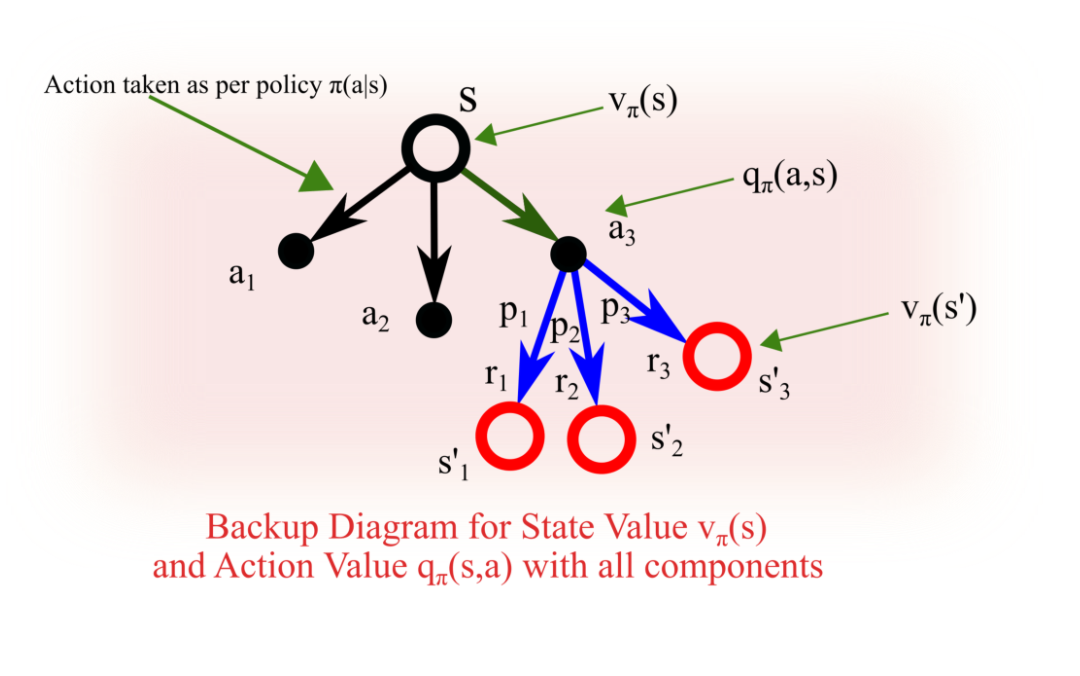 Action taken as per policy π(a|s)
S
vπ(s)
qπ(a,s)
a3
a1
a2
p1
p2
p3
vπ(s')
r1
r2
r3
s'3
s'1
s'2
Backup Diagram for State Value vπ(s)
and Action Value qπ(s,a) with all components